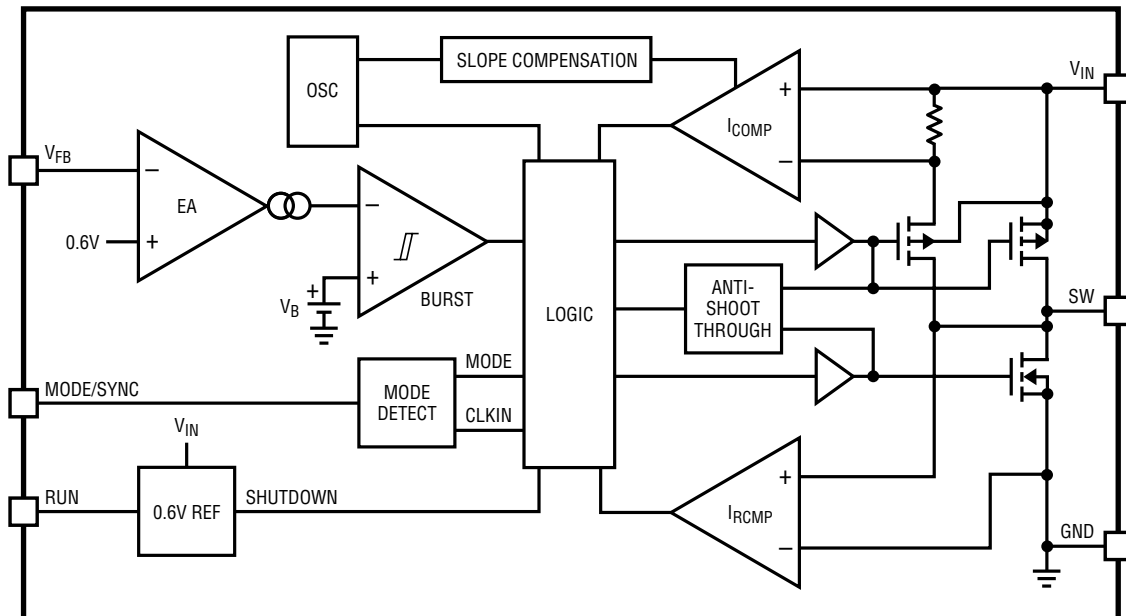 OSC
SLOPE COMPENSATION
V_IN
+
I_COMP
−
V_FB
−
EA
0.6V
+
−
+
BURST
+
V_B
LOGIC
ANTI-
SHOOT
THROUGH
SW
MODE/SYNC
MODE
DETECT
MODE
CLKIN
V_IN
RUN
0.6V REF
SHUTDOWN
+
I_RCMP
−
GND